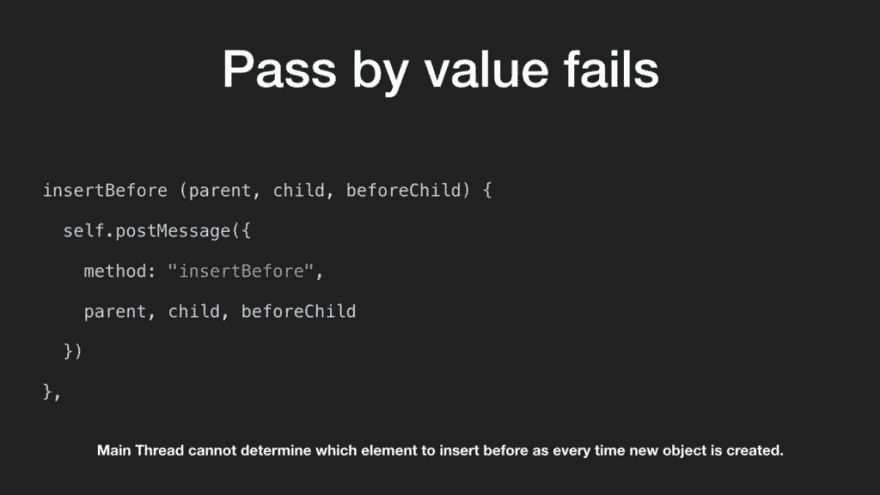 Pass by value fails
insertBefore (parent, child, beforeChild) {
self.postMessage({
method: "insertBefore",
parent, child, beforeChild
})
},
Main Thread cannot determine which element to insert before as every time new object is created.